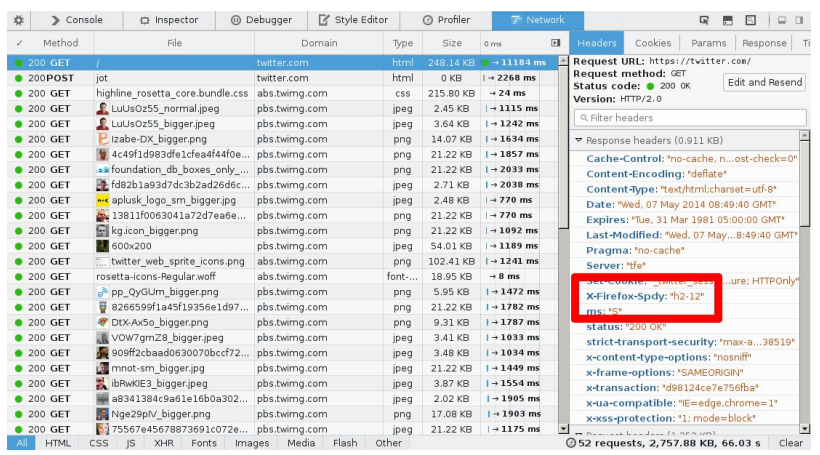 Console Inspector Debugger Style Editor Profiler Network
✓ Method File Domain Type Size 0 ms
200 GET / twitter.com html 248.14 KB → 11184 ms
200 POST jot twitter.com html 0 KB → 2268 ms
200 GET highline_rosetta_core.bundle.css abs.twimg.com css 215.80 KB → 24 ms
200 GET LuUsOz55_normal.jpeg pbs.twimg.com jpeg 2.45 KB → 1115 ms
200 GET LuUsOz55_bigger.jpeg pbs.twimg.com jpeg 3.64 KB → 1242 ms
200 GET Izabe-DX_bigger.png pbs.twimg.com png 14.07 KB → 1634 ms
200 GET 4c49f1d983dfe1cfea4f44f0e... pbs.twimg.com png 21.22 KB → 1857 ms
200 GET foundation_db_boxes_only_... pbs.twimg.com png 21.22 KB → 2033 ms
200 GET fd82b1a93d7dc3b2ad26d6c... pbs.twimg.com jpeg 2.71 KB → 2038 ms
200 GET aplusk_logo_sm_bigger.jpg pbs.twimg.com png 2.48 KB → 770 ms
200 GET 13811f0063041a72d7ea6e... pbs.twimg.com png 21.22 KB → 770 ms
200 GET kg.icon_bigger.png pbs.twimg.com png 21.22 KB → 1092 ms
200 GET 600x200 pbs.twimg.com jpeg 54.01 KB → 1189 ms
200 GET twitter_web_sprite_icons.png abs.twimg.com png 102.41 KB → 1241 ms
200 GET rosetta-icons-Regular.woff abs.twimg.com font-... 18.95 KB → 8 ms
200 GET pp_QyGUm_bigger.png pbs.twimg.com png 5.95 KB → 1472 ms
200 GET 8266599f1a45f19356e1d97... pbs.twimg.com png 21.22 KB → 1782 ms
200 GET DtX-Ax5o_bigger.png pbs.twimg.com png 9.31 KB → 1787 ms
200 GET VOW7gmZ8_bigger.jpeg pbs.twimg.com jpeg 3.41 KB → 1033 ms
200 GET 909ff2cbaad0630070bccf72... pbs.twimg.com jpeg 3.48 KB → 1034 ms
200 GET mnot-sm_bigger.jpg pbs.twimg.com jpeg 21.22 KB → 1449 ms
200 GET ibRwKIE3_bigger.jpeg pbs.twimg.com jpeg 3.87 KB → 1554 ms
200 GET a8341384c9a61e16b0a302... pbs.twimg.com jpeg 2.02 KB → 1905 ms
200 GET Nge29pIV_bigger.png pbs.twimg.com png 17.08 KB → 1903 ms
200 GET 75567e45678873691c072e... pbs.twimg.com jpeg 21.22 KB → 1175 ms
All HTML CSS JS XHR Fonts Images Media Flash Other
52 requests, 2,757.88 KB, 66.03 s Clear
Headers Cookies Params Response Ti
Request URL: https://twitter.com/
Request method: GET
Status code: 200 OK
Edit and Resend
Version: HTTP/2.0
Filter headers
Response headers (0.911 KB)
Cache-Control: "no-cache, n...ost-check=0"
Content-Encoding: "deflate"
Content-Type: "text/html;charset=utf-8"
Date: "Wed, 07 May 2014 08:49:40 GMT"
Expires: "Tue, 31 Mar 1981 05:00:00 GMT"
Last-Modified: "Wed, 07 May...8:49:40 GMT"
Pragma: "no-cache"
Server: "tfe"
Set-Cookie: "_twitter_sess...ure; HTTPOnly"
X-Firefox-Spdy: "h2-12"
ms: "S"
status: "200 OK"
strict-transport-security: "max-a...38519"
x-content-type-options: "nosniff"
x-frame-options: "SAMEORIGIN"
x-transaction: "d98124ce7e756fba"
x-ua-compatible: "IE=edge,chrome=1"
x-xss-protection: "1; mode=block"